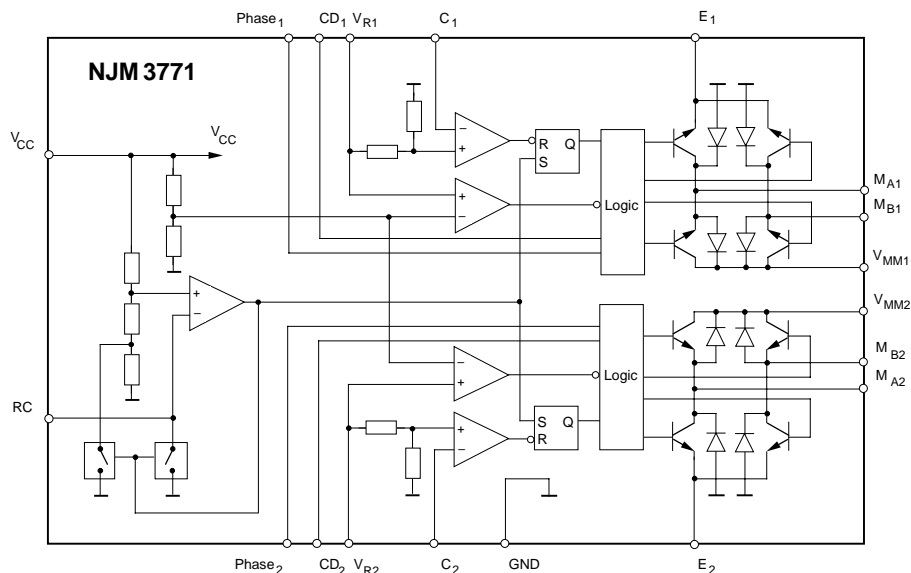 Phase1 CD1 VR1 C1 E1
NJM 3771
VCC VCC
− +
R Q
S
+ −
Logic
MA1
MB1
VMM1
+ −
VMM2
Logic
− +
MB2
MA2
RC
+ −
S Q
R
Phase2 CD2 VR2 C2 GND E2